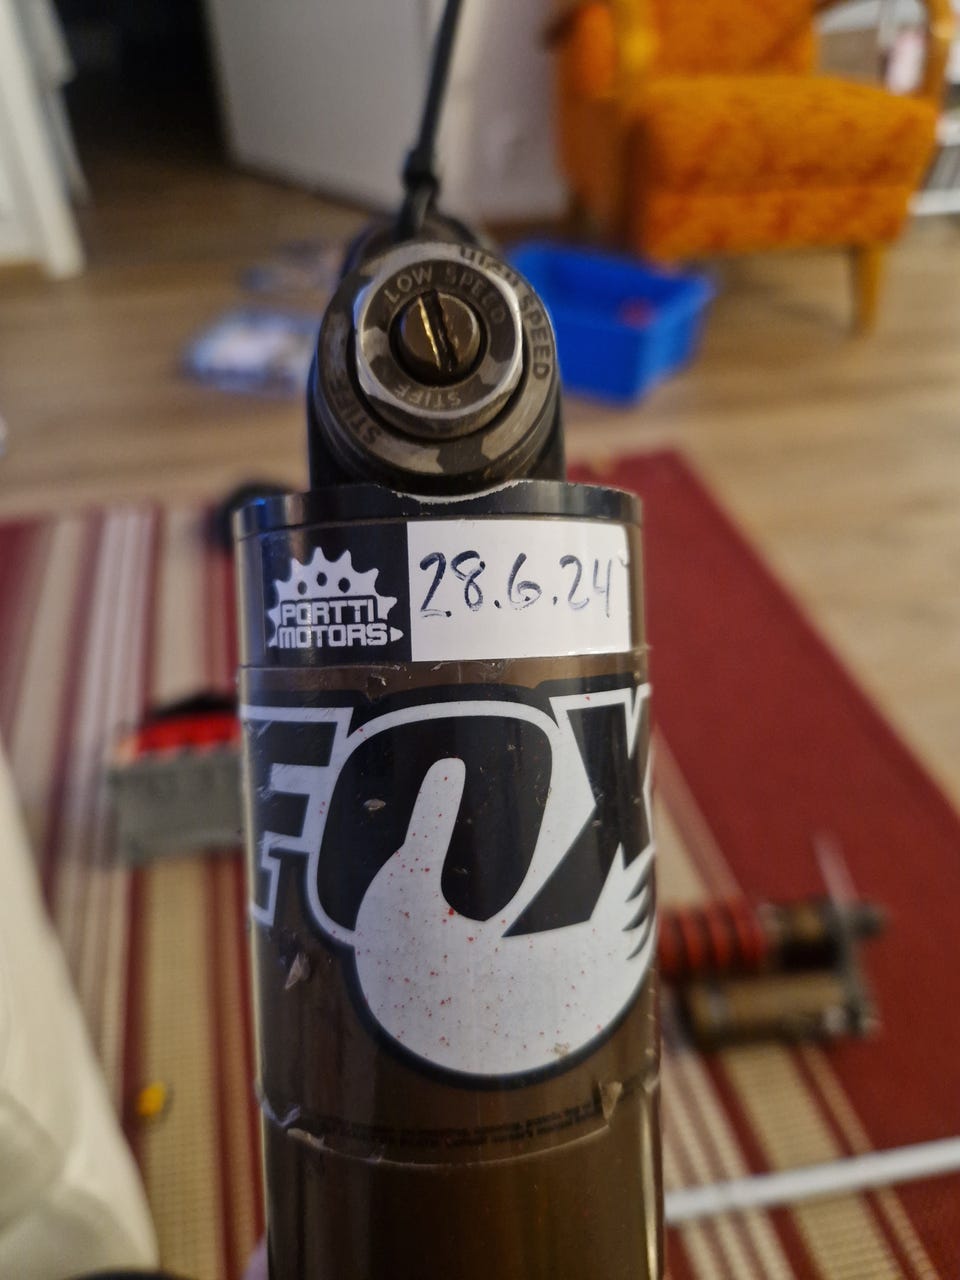 LOW SPEED
HIGH SPEED
STIFF
STIFF
PORTTI
MOTORS
28.6.24
FOX